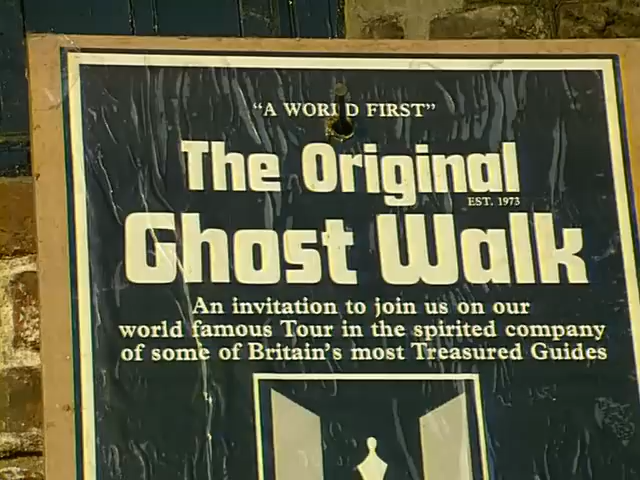 “A WORLD FIRST”
The Original
EST. 1973
Ghost Walk
An invitation to join us on our
world famous Tour in the spirited company
of some of Britain's most Treasured Guides